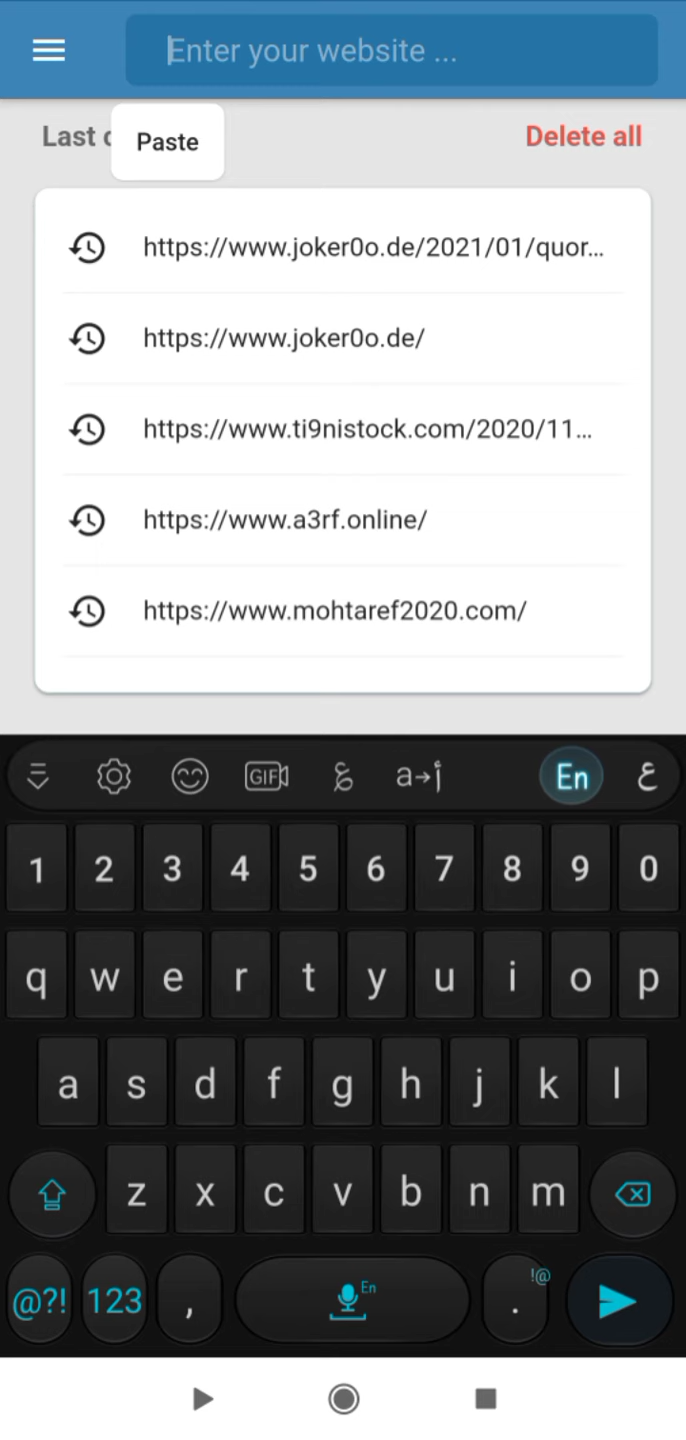 Enter your website ...
Last
Delete all
Paste
https://www.joker0o.de/2021/01/quor...
https://www.joker0o.de/
https://www.ti9nistock.com/2020/11...
https://www.a3rf.online/
https://www.mohtaref2020.com/
GIF a→أ En ع
1 2 3 4 5 6 7 8 9 0
q w e r t y u i o p
a s d f g h j k l
z x c v b n m
@?! 123 , En . !@